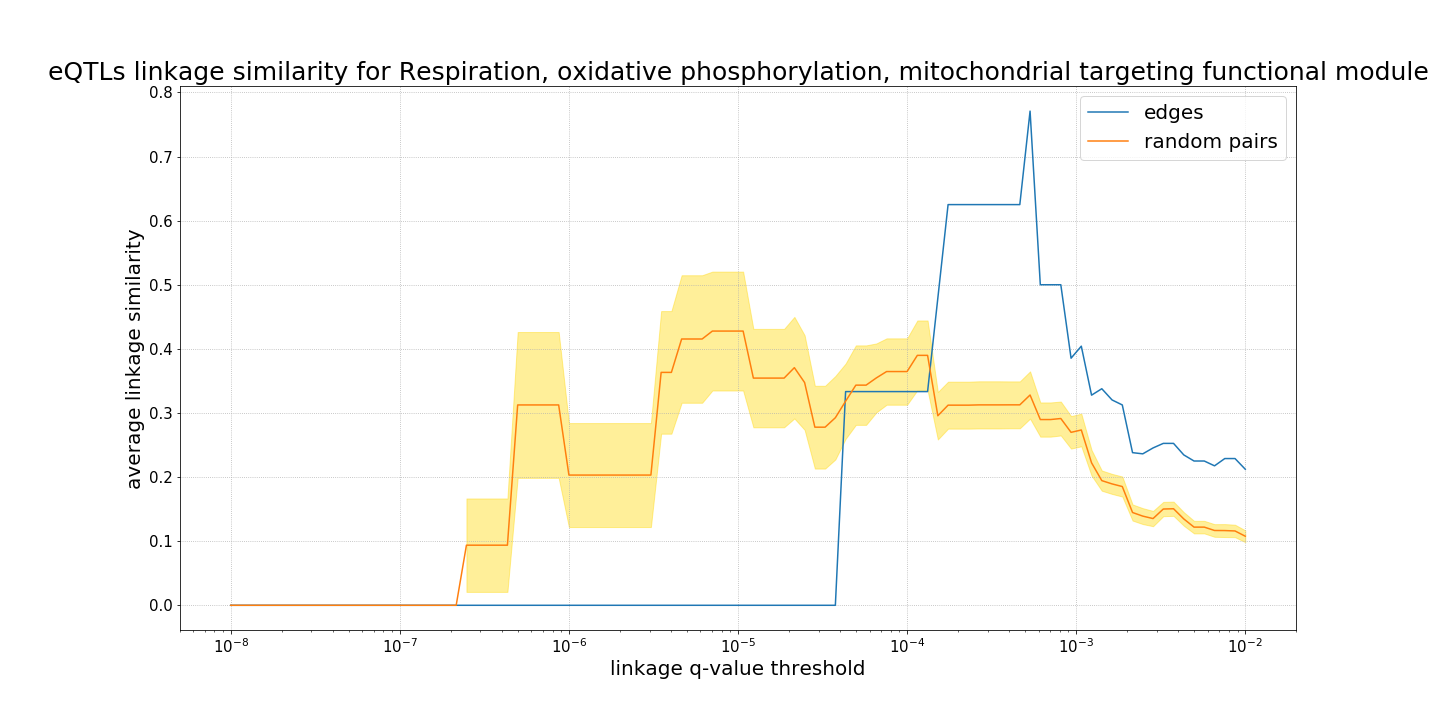 eQTLs linkage similarity for Respiration, oxidative phosphorylation, mitochondrial targeting functional module
edges
random pairs
average linkage similarity
0.8
0.7
0.6
0.5
0.4
0.3
0.2
0.1
0.0
10⁻⁸ 10⁻⁷ 10⁻⁶ 10⁻⁵ 10⁻⁴ 10⁻³ 10⁻²
linkage q-value threshold